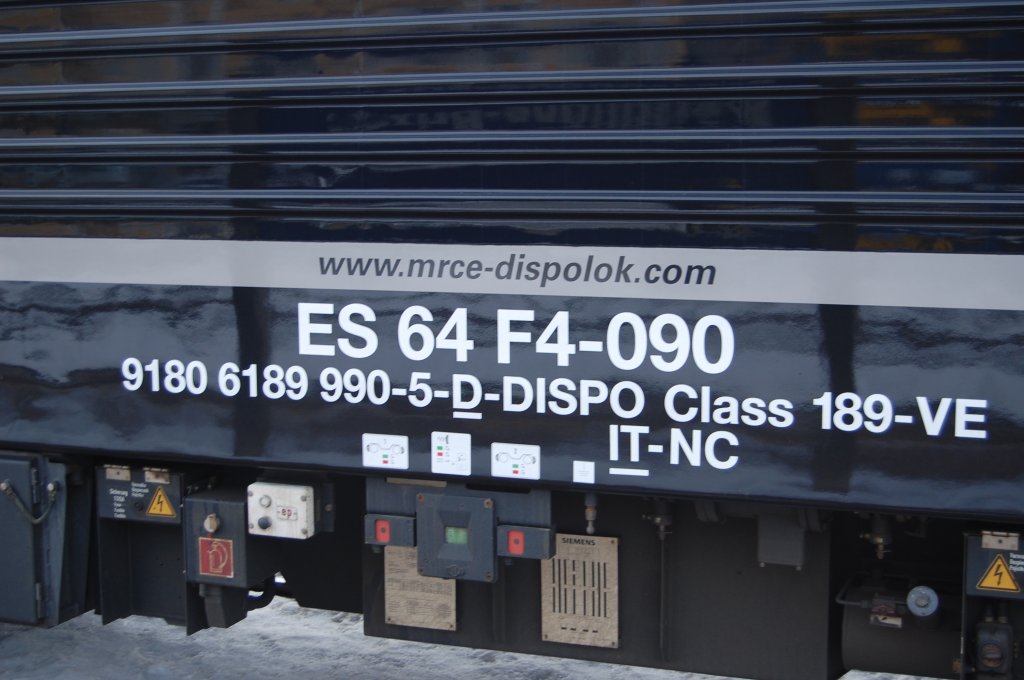 www.mrce-dispolok.com
ES 64 F4-090
9180 6189 990-5-D-DISPO Class 189-VE
IT-NC
ep
SIEMENS